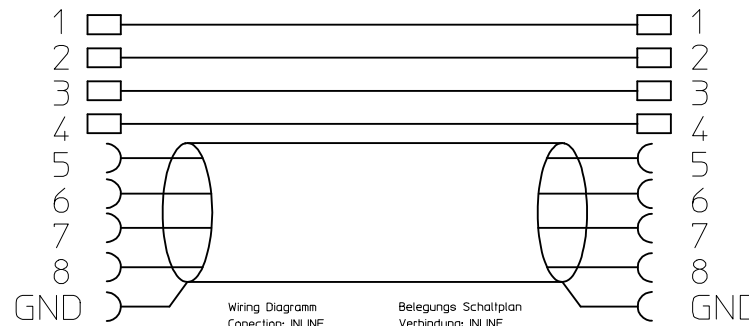 1 1
2 2
3 3
4 4
5 5
6 6
7 7
8 8
GND GND
Wiring Diagramm Belegungs Schaltplan
Conection: INLINE Verbindung: INLINE